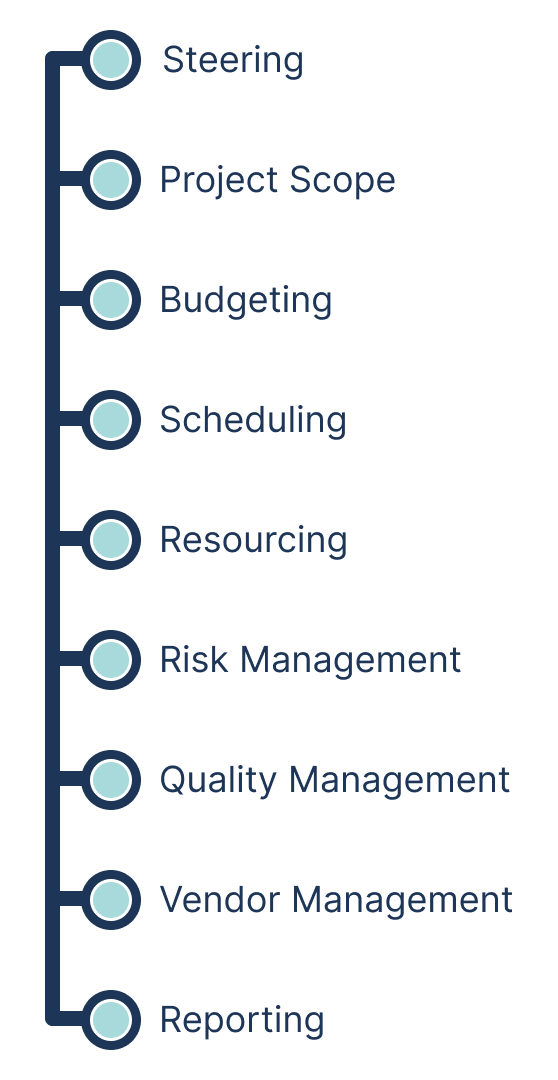 Steering
Project Scope
Budgeting
Scheduling
Resourcing
Risk Management
Quality Management
Vendor Management
Reporting